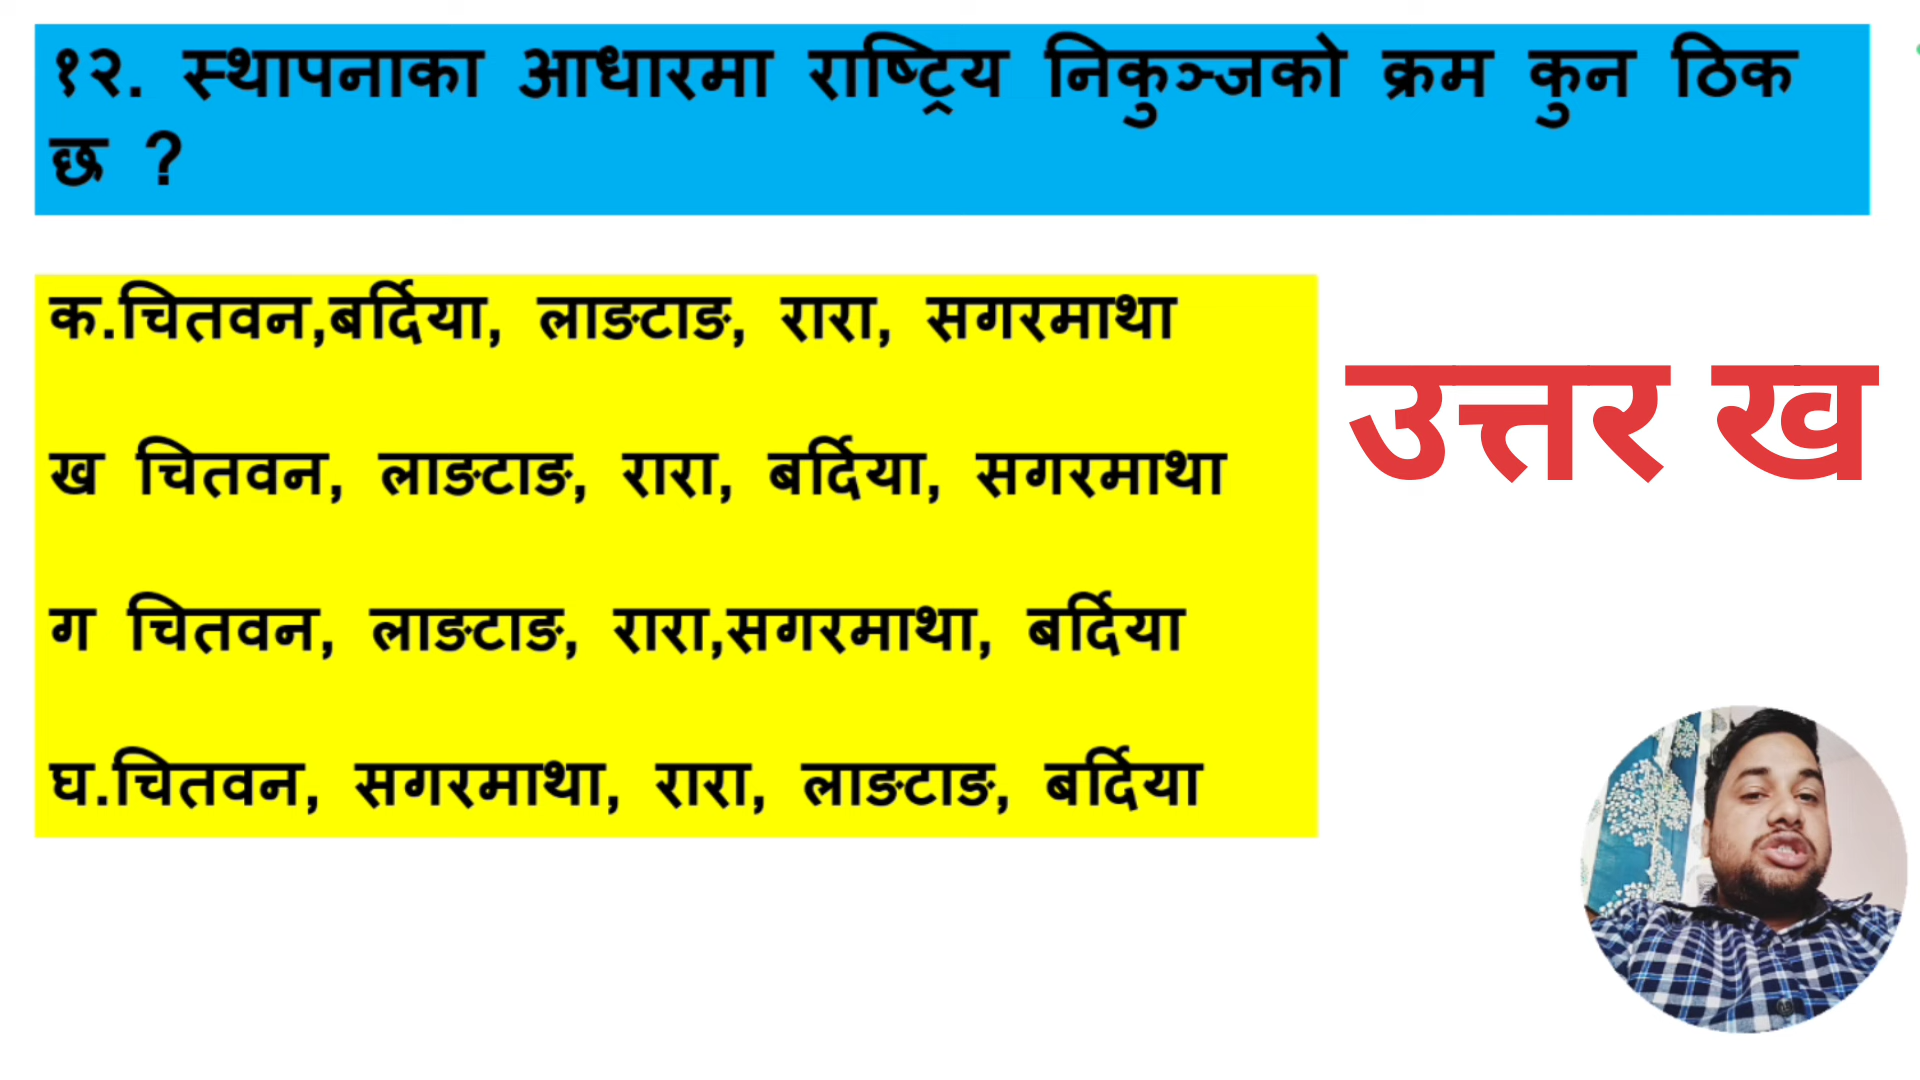 १२. स्थापनाका आधारमा राष्ट्रिय निकुञ्जको क्रम कुन ठिक
छ ?
क.चितवन,बर्दिया, लाङटाङ, रारा, सगरमाथा
ख चितवन, लाङटाङ, रारा, बर्दिया, सगरमाथा
ग चितवन, लाङटाङ, रारा,सगरमाथा, बर्दिया
घ.चितवन, सगरमाथा, रारा, लाङटाङ, बर्दिया
उत्तर ख